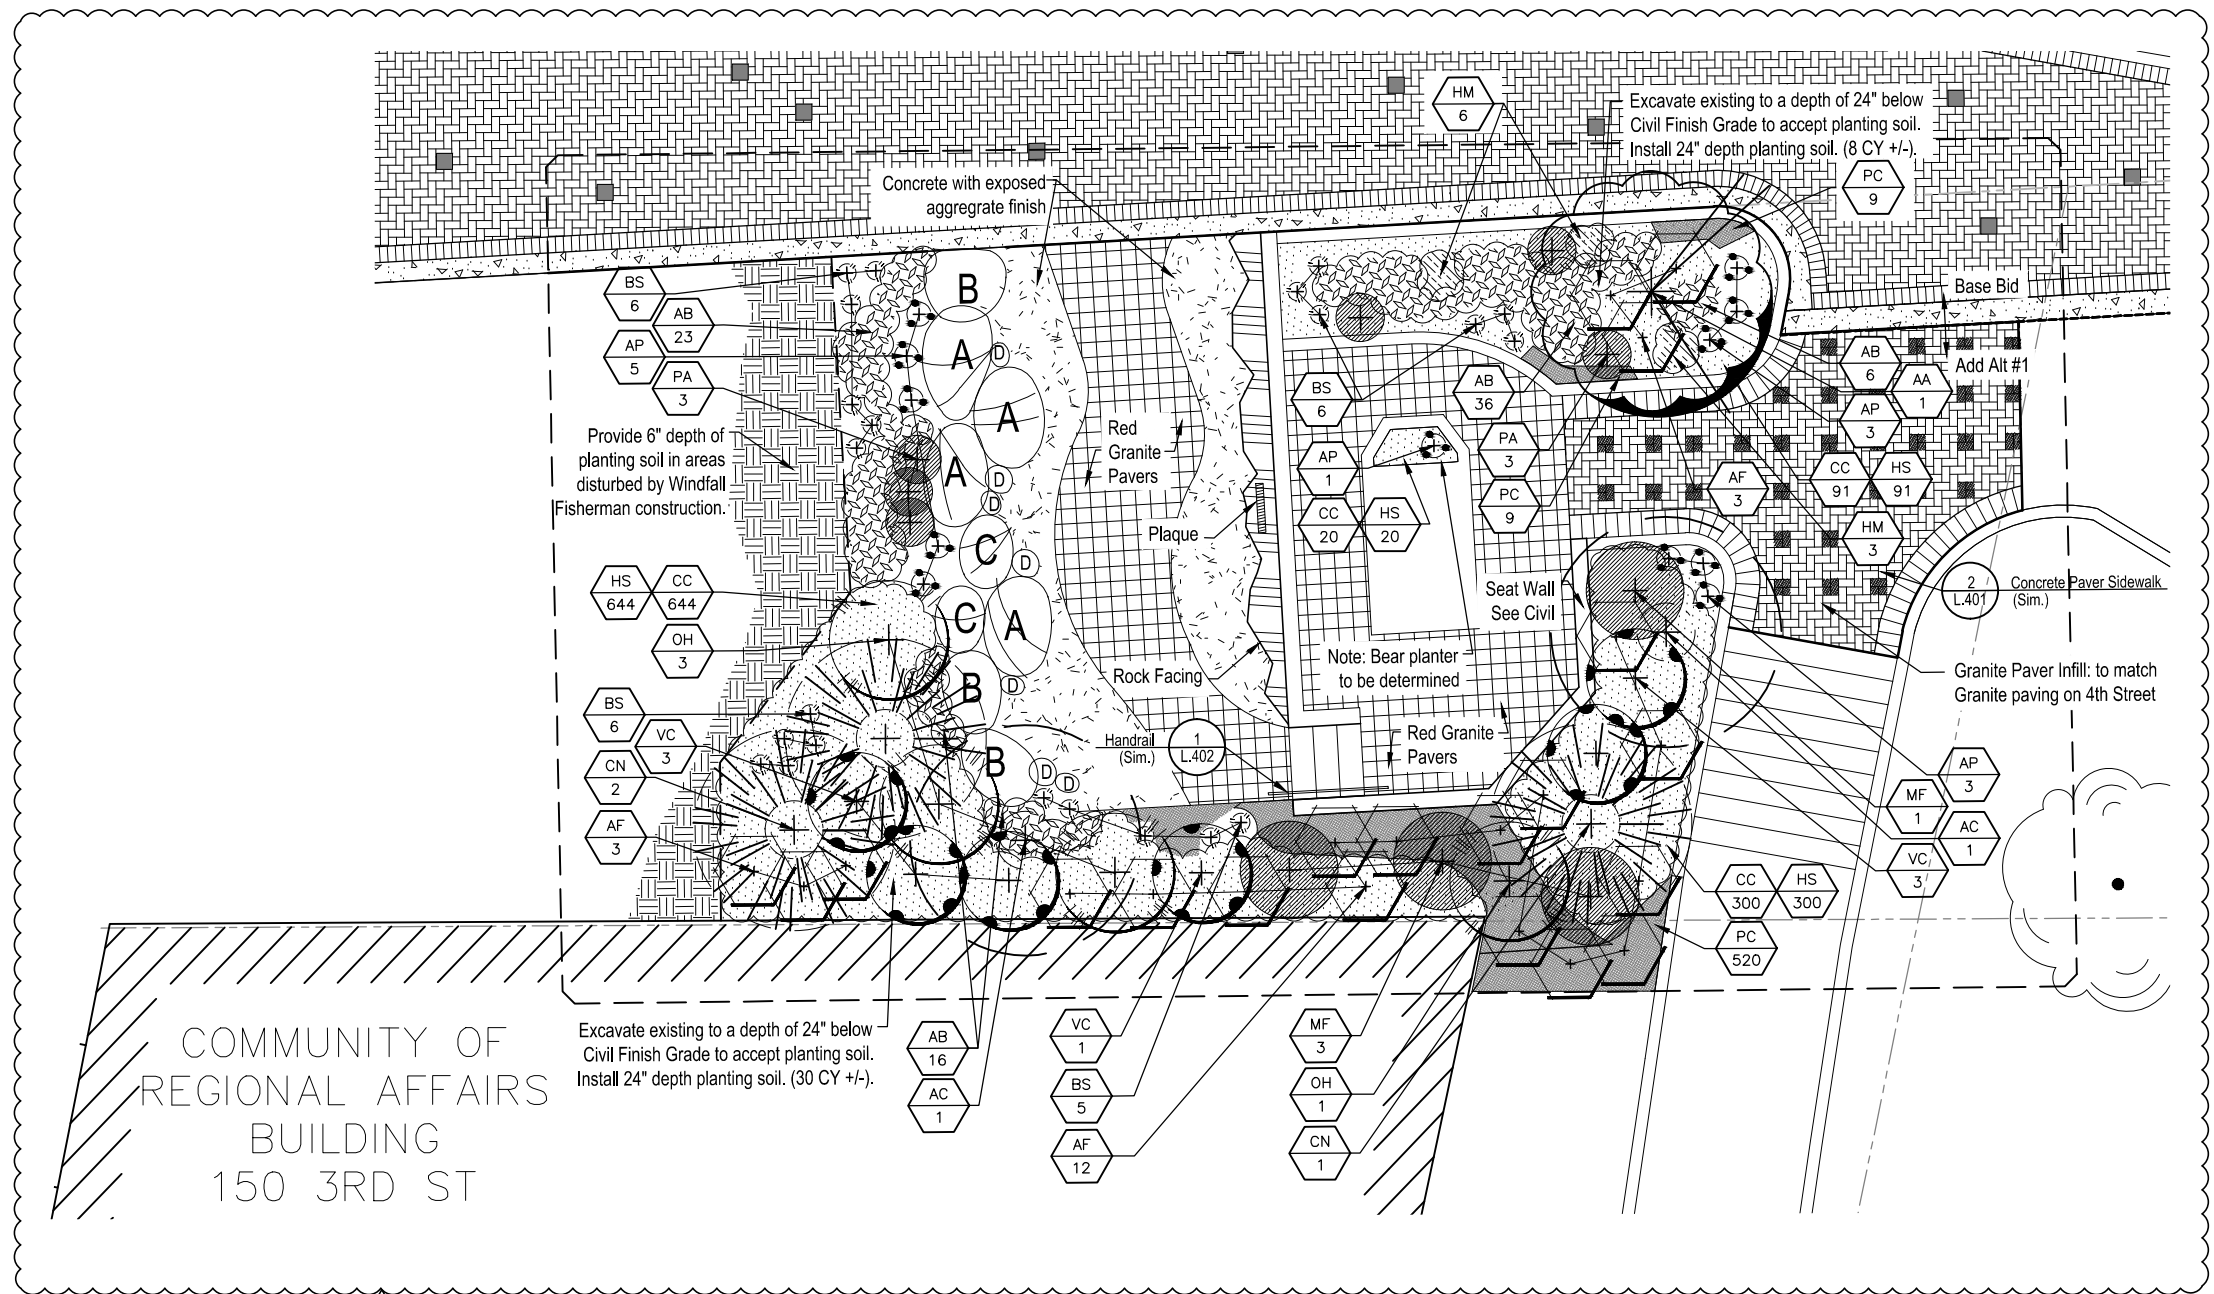 HM
6
Excavate existing to a depth of 24" below
Civil Finish Grade to accept planting soil.
Install 24" depth planting soil. (8 CY +/-).
PC
9
Concrete with exposed
aggregrate finish
BS
6
AB
23
AP
5
PA
3
Provide 6" depth of
planting soil in areas
disturbed by Windfall
Fisherman construction.
HS
644
CC
644
OH
3
BS
6
VC
3
CN
2
AF
3
B
A
D
A
A
D
D
C
D
C
A
B
D
B
D
D
Red
Granite
Pavers
Plaque
Rock Facing
Handrail
(Sim.)
1
L.402
BS
6
AP
1
CC
20
HS
20
AB
36
PA
3
PC
9
Note: Bear planter
to be determined
Seat Wall
See Civil
Red Granite
Pavers
Base Bid
Add Alt #1
AB
6
AA
1
AP
3
AF
3
CC
91
HS
91
HM
3
2
L.401
Concrete Paver Sidewalk
(Sim.)
Granite Paver Infill: to match
Granite paving on 4th Street
AP
3
MF
1
AC
1
VC
3
CC
300
HS
300
PC
520
Excavate existing to a depth of 24" below
Civil Finish Grade to accept planting soil.
Install 24" depth planting soil. (30 CY +/-).
AB
16
AC
1
VC
1
BS
5
AF
12
MF
3
OH
1
CN
1
COMMUNITY OF
REGIONAL AFFAIRS
BUILDING
150 3RD ST